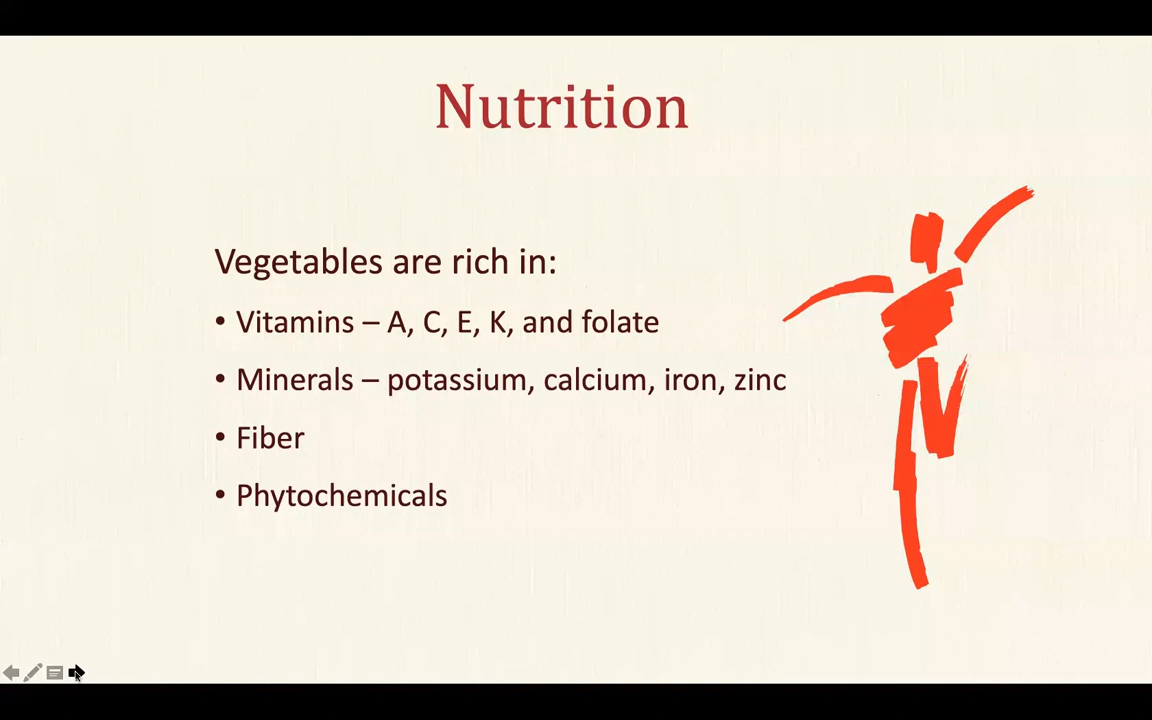 Nutrition
Vegetables are rich in:
• Vitamins – A, C, E, K, and folate
• Minerals – potassium, calcium, iron, zinc
• Fiber
• Phytochemicals